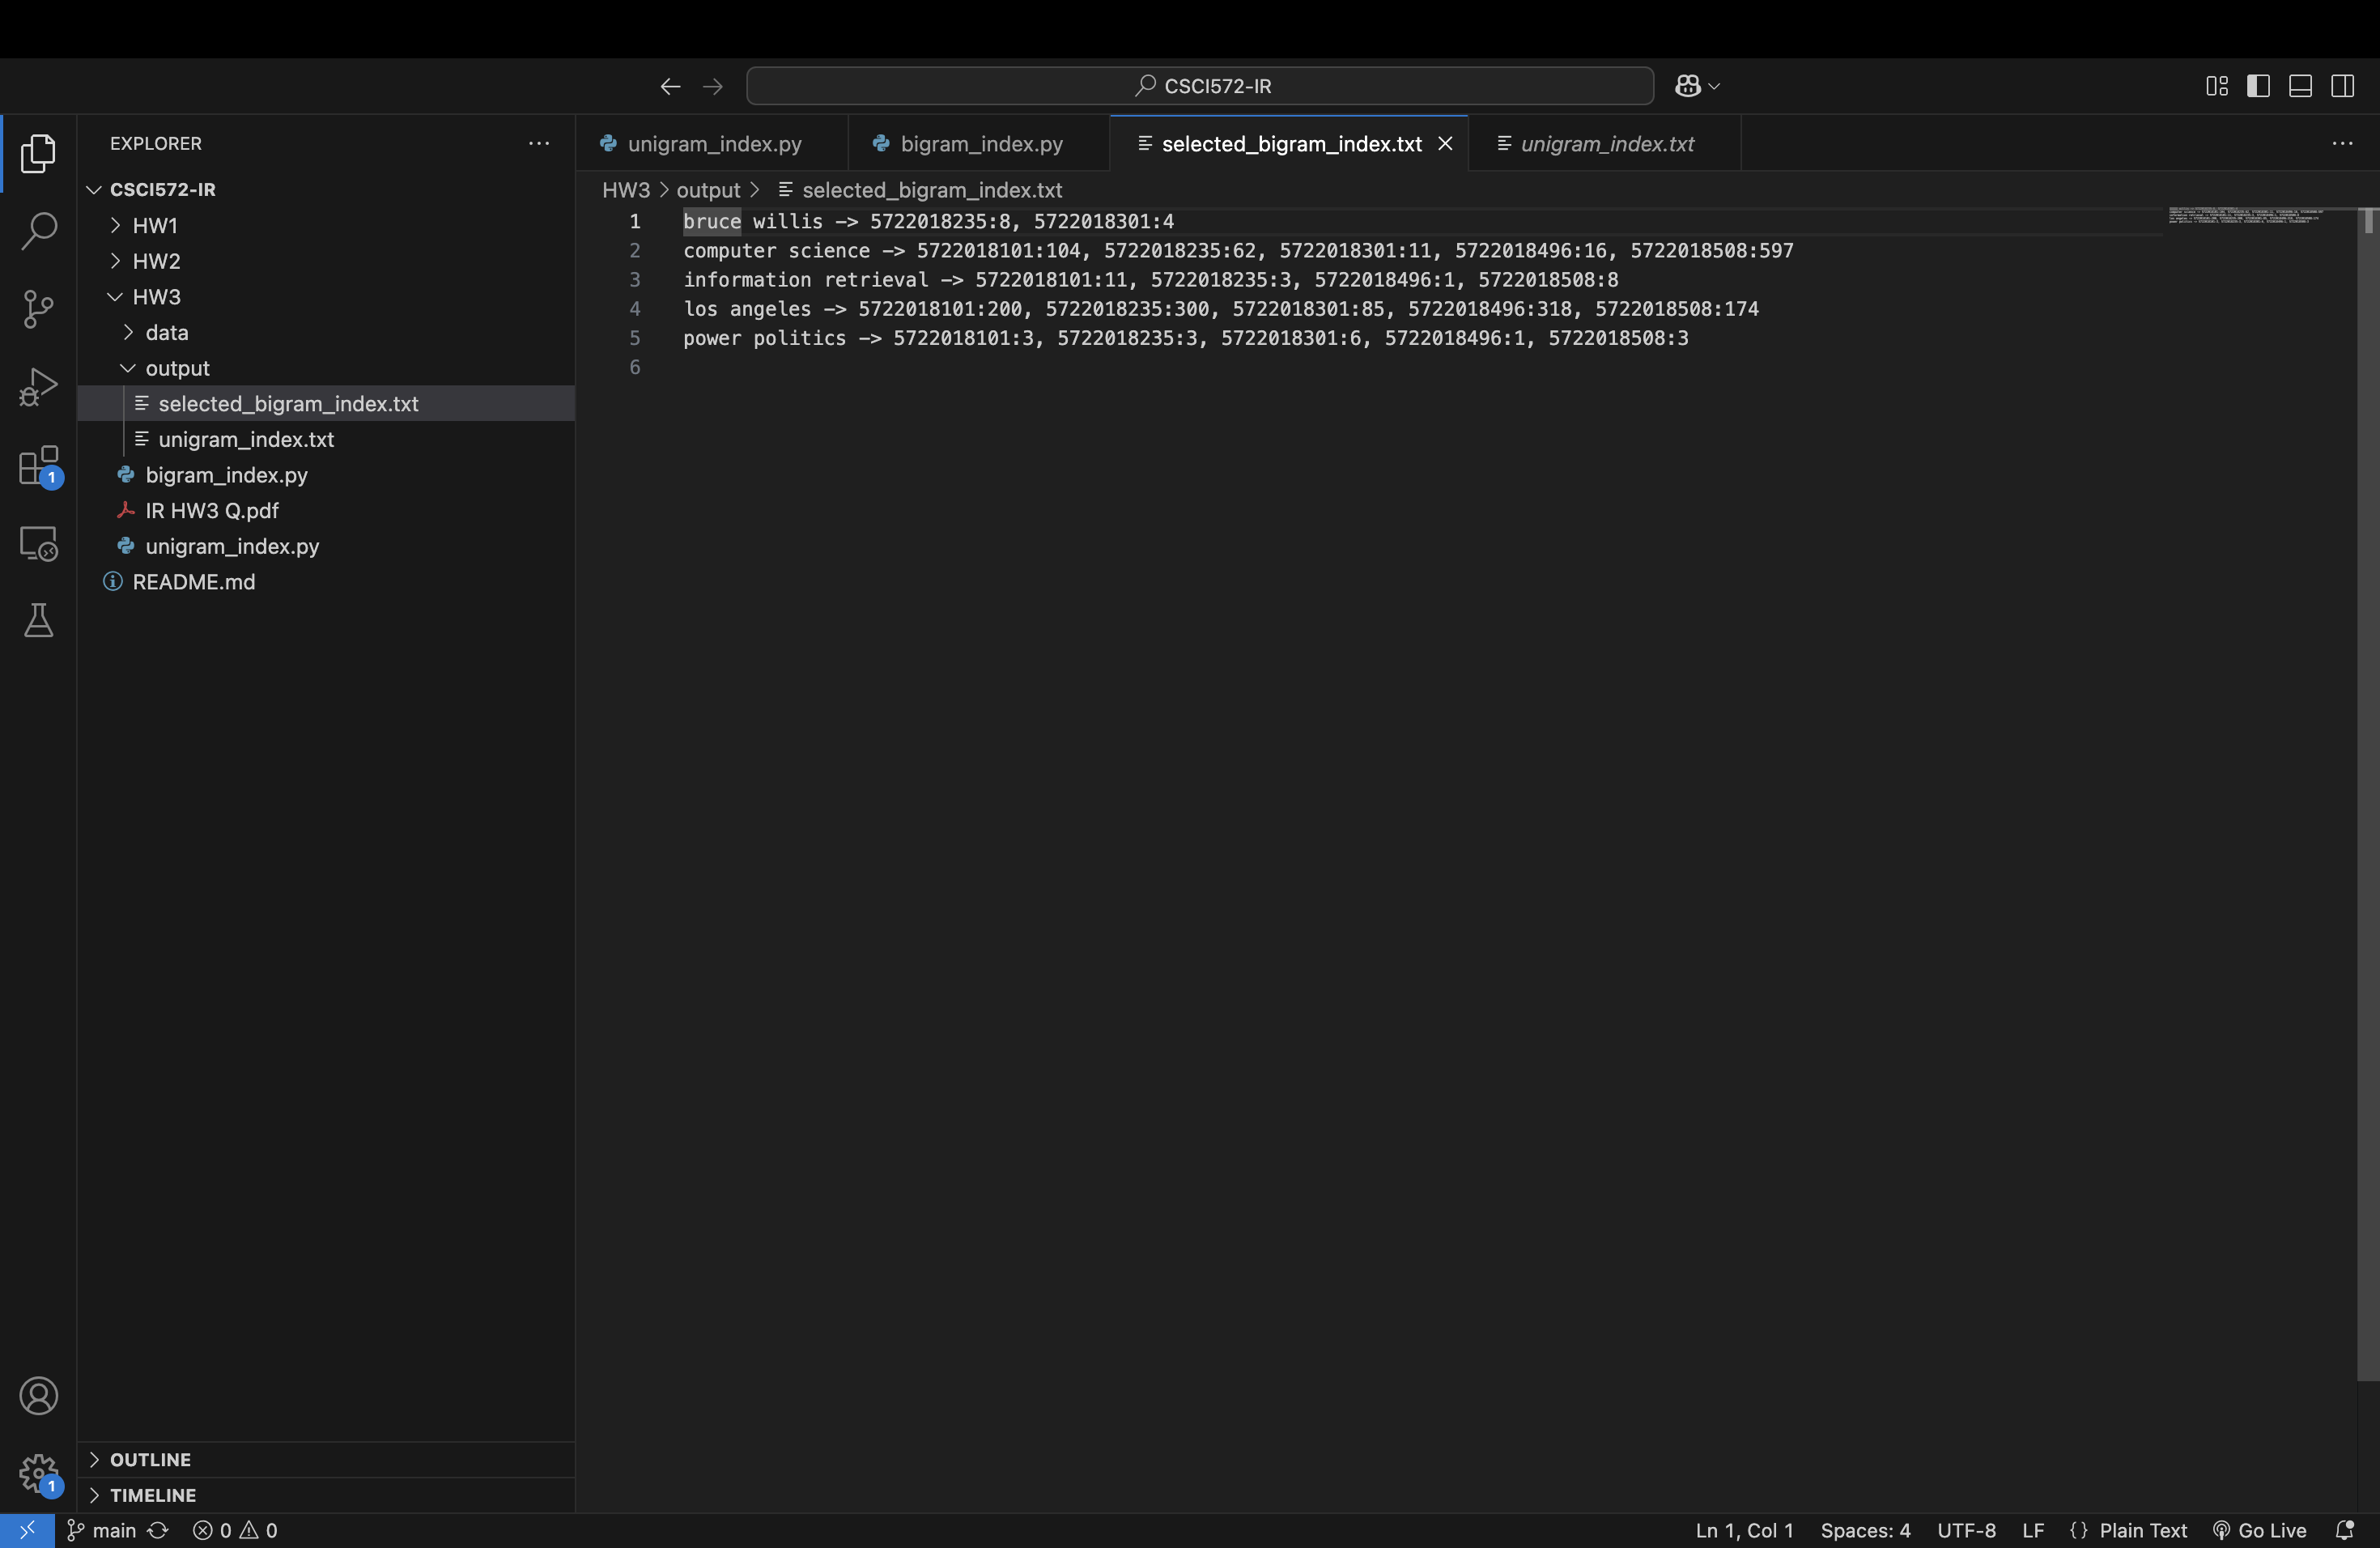 CSCI572-IR
EXPLORER
CSCI572-IR
HW1
HW2
HW3
data
output
selected_bigram_index.txt
unigram_index.txt
bigram_index.py
IR HW3 Q.pdf
unigram_index.py
README.md
OUTLINE
TIMELINE
1
1
unigram_index.py
bigram_index.py
selected_bigram_index.txt
unigram_index.txt
HW3 > output > selected_bigram_index.txt
1 bruce willis -> 5722018235:8, 5722018301:4
2 computer science -> 5722018101:104, 5722018235:62, 5722018301:11, 5722018496:16, 5722018508:597
3 information retrieval -> 5722018101:11, 5722018235:3, 5722018496:1, 5722018508:8
4 los angeles -> 5722018101:200, 5722018235:300, 5722018301:85, 5722018496:318, 5722018508:174
5 power politics -> 5722018101:3, 5722018235:3, 5722018301:6, 5722018496:1, 5722018508:3
6
main 0 0 Ln 1, Col 1 Spaces: 4 UTF-8 LF {} Plain Text Go Live